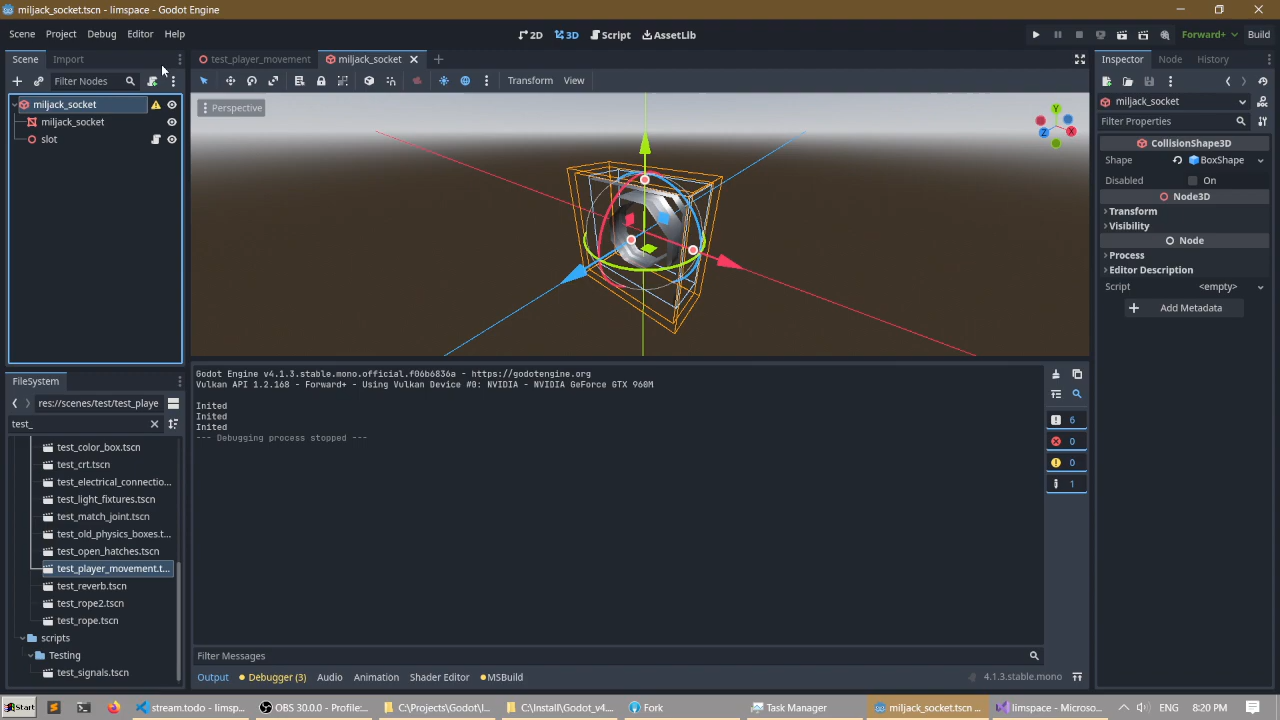 miljack_socket.tscn - limspace - Godot Engine
Scene Project Debug Editor Help
2D 3D Script AssetLib
Forward+ Build
Scene Import
test_player_movement miljack_socket
Inspector Node History
Filter Nodes
Transform View
miljack_socket
miljack_socket
slot
Perspective
Y
Z X
miljack_socket
Filter Properties
CollisionShape3D
Shape BoxShape
Disabled On
Node3D
Transform
Visibility
Node
Process
Editor Description
Script <empty>
Add Metadata
FileSystem
res://scenes/test/test_playe
test_
test_color_box.tscn
test_crt.tscn
test_electrical_connectio...
test_light_fixtures.tscn
test_match_joint.tscn
test_old_physics_boxes.t...
test_open_hatches.tscn
test_player_movement.t...
test_reverb.tscn
test_rope2.tscn
test_rope.tscn
scripts
Testing
test_signals.tscn
Godot Engine v4.1.3.stable.mono.official.f06b6836a - https://godotengine.org
Vulkan API 1.2.168 - Forward+ - Using Vulkan Device #0: NVIDIA - NVIDIA GeForce GTX 960M
Inited
Inited
Inited
--- Debugging process stopped ---
6
0
0
1
Filter Messages
Output Debugger (3) Audio Animation Shader Editor MSBuild
4.1.3.stable.mono
Start stream.todo - limsp... OBS 30.0.0 - Profile:... C:\Projects\Godot\l... C:\Install\Godot_v4... Fork Task Manager miljack_socket.tscn ... limspace - Microso... ENG 8:20 PM